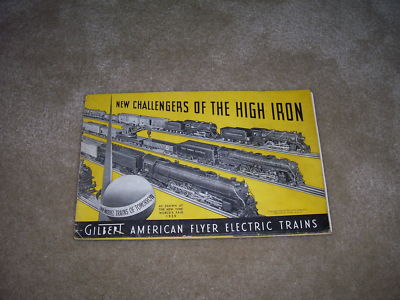 NEW CHALLENGERS OF THE HIGH IRON
MODEL TRAINS OF TOMORROW
AS SHOWN AT
THE NEW YORK
WORLD'S FAIR
1939
GILBERT AMERICAN FLYER ELECTRIC TRAINS